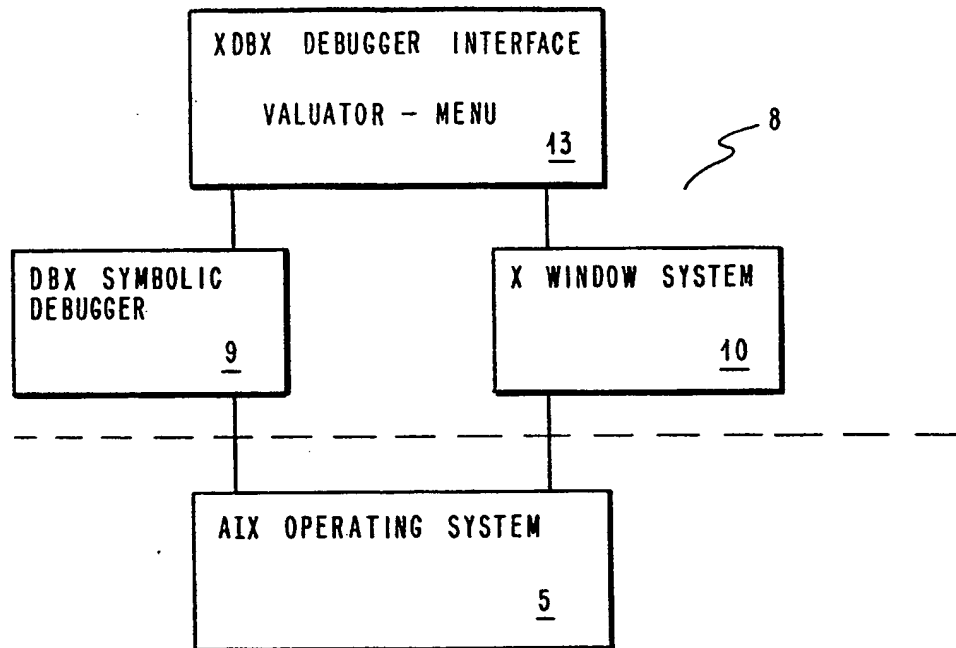 XDBX DEBUGGER INTERFACE
VALUATOR – MENU
13
8
DBX SYMBOLIC
DEBUGGER
9
X WINDOW SYSTEM
10
AIX OPERATING SYSTEM
5